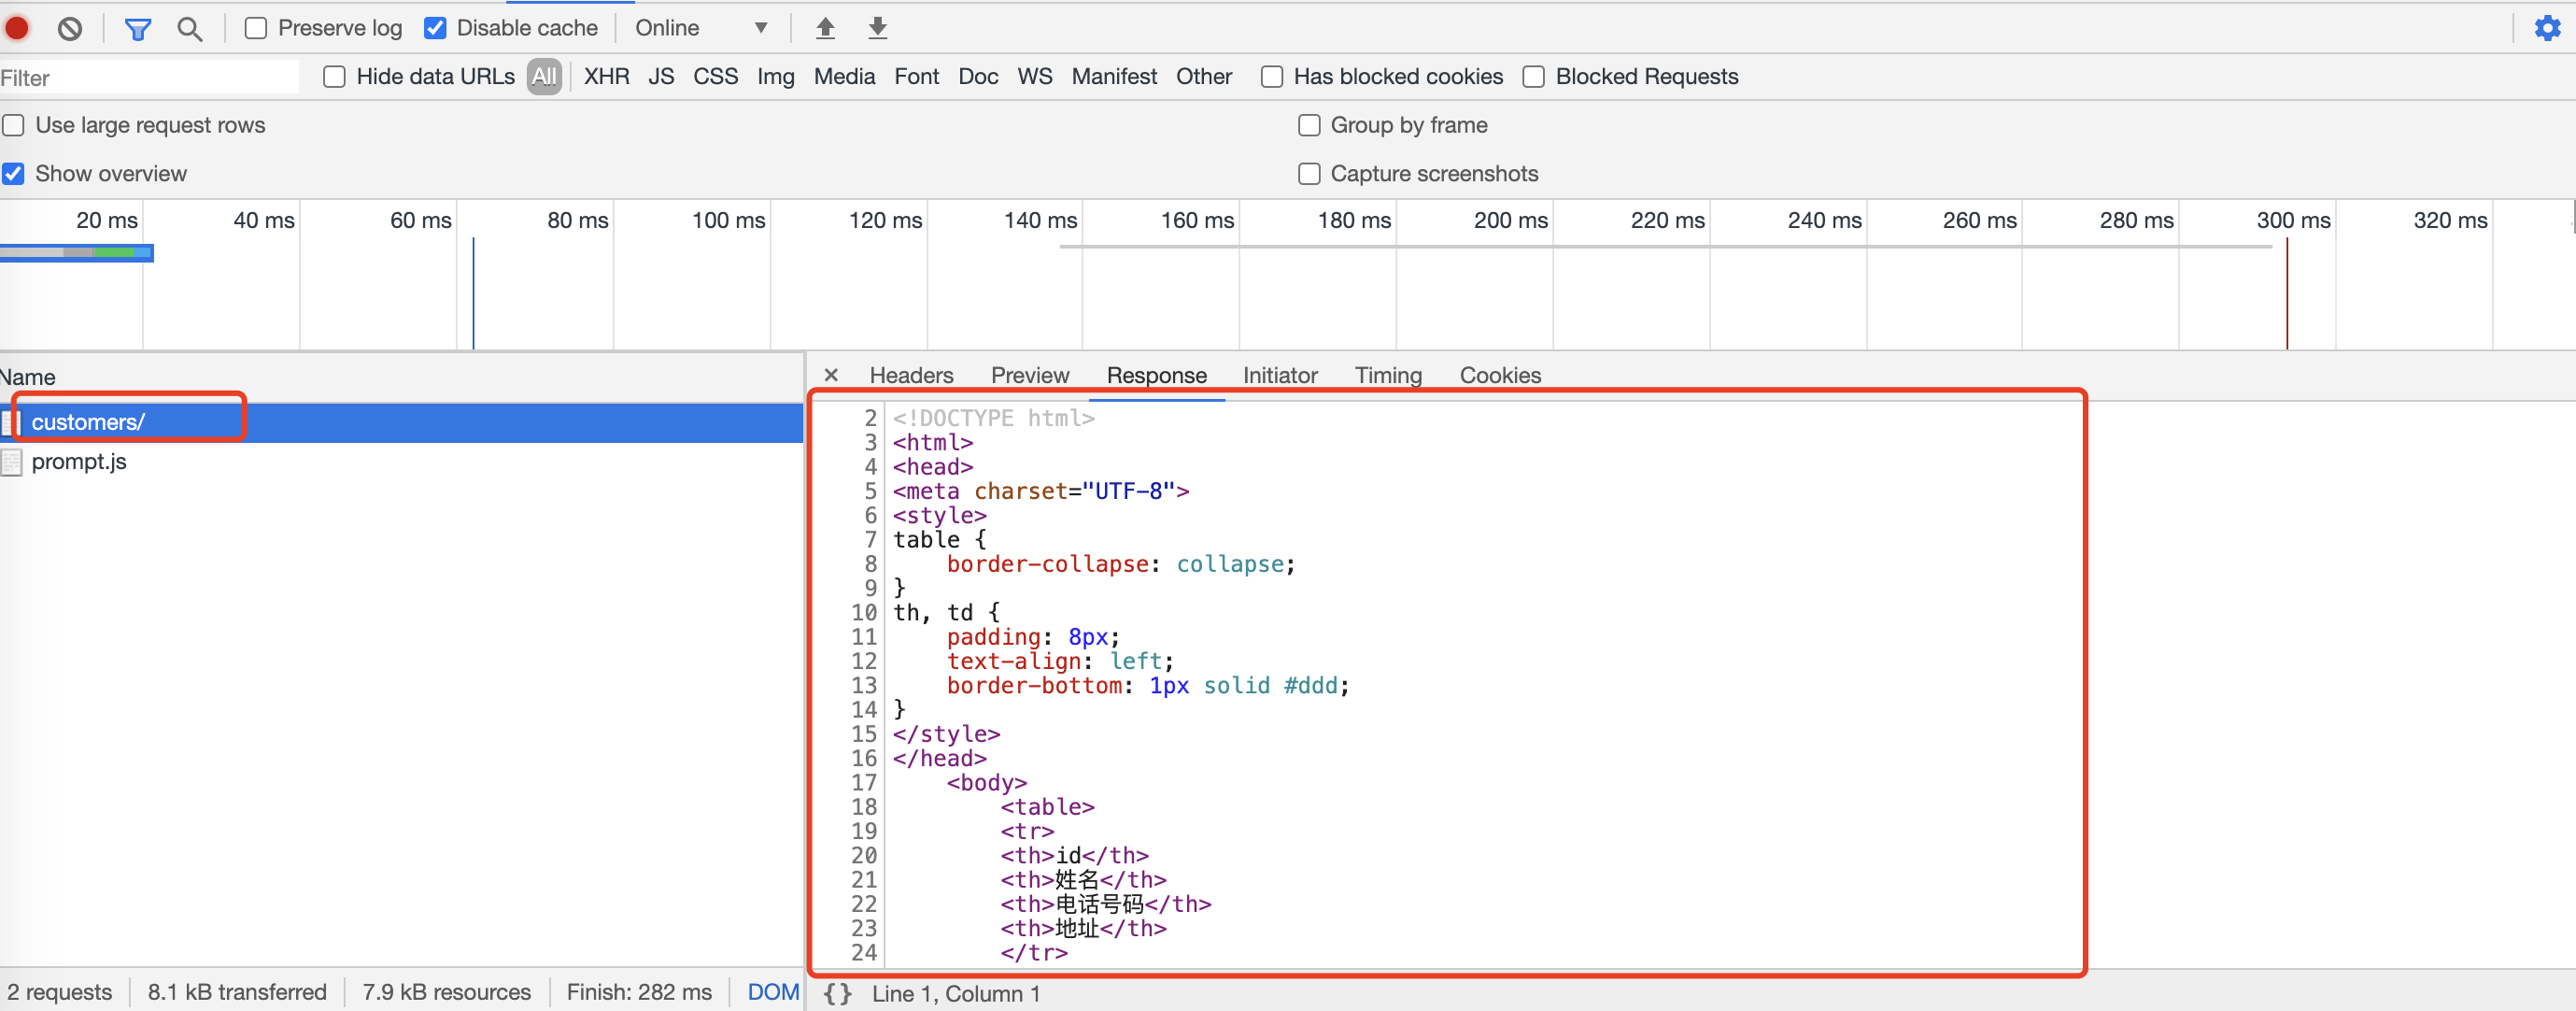 Preserve log Disable cache Online
Filter Hide data URLs All XHR JS CSS Img Media Font Doc WS Manifest Other Has blocked cookies Blocked Requests
Use large request rows Group by frame
Show overview Capture screenshots
20 ms 40 ms 60 ms 80 ms 100 ms 120 ms 140 ms 160 ms 180 ms 200 ms 220 ms 240 ms 260 ms 280 ms 300 ms 320 ms
Name
customers/
prompt.js
× Headers Preview Response Initiator Timing Cookies
2 <!DOCTYPE html>
3 <html>
4 <head>
5 <meta charset="UTF-8">
6 <style>
7 table {
8     border-collapse: collapse;
9 }
10 th, td {
11     padding: 8px;
12     text-align: left;
13     border-bottom: 1px solid #ddd;
14 }
15 </style>
16 </head>
17     <body>
18         <table>
19         <tr>
20         <th>id</th>
21         <th>姓名</th>
22         <th>电话号码</th>
23         <th>地址</th>
24         </tr>
2 requests 8.1 kB transferred 7.9 kB resources Finish: 282 ms DOM
{} Line 1, Column 1